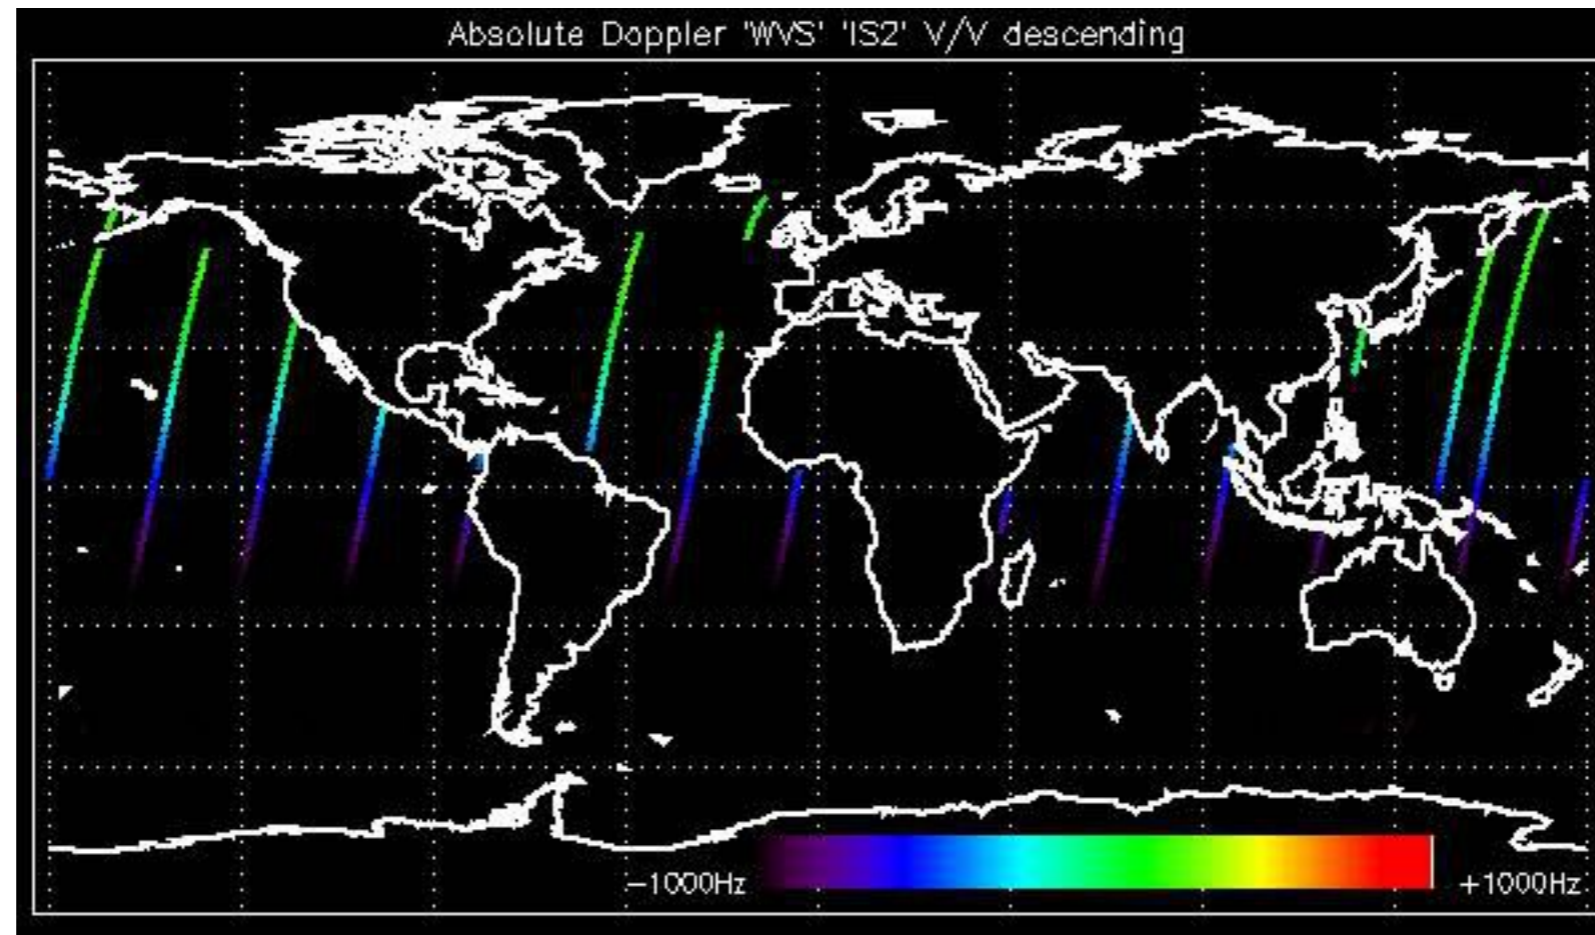 Absolute Doppler 'WVS' 'IS2' V/V descending
−1000Hz
+1000Hz